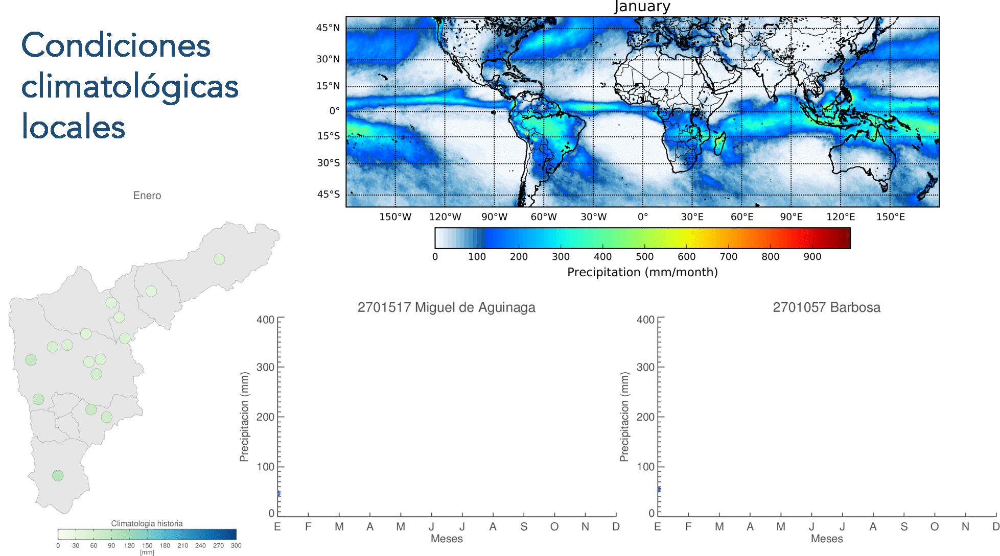 Condiciones
climatológicas
locales
January
45°N
30°N
15°N
0°
15°S
30°S
45°S
150°W 120°W 90°W 60°W 30°W 0° 30°E 60°E 90°E 120°E 150°E
0 100 200 300 400 500 600 700 800 900
Precipitation (mm/month)
Enero
Climatologia historia
0 30 60 90 120 150 180 210 240 270 300
[mm]
2701517 Miguel de Aguinaga
Precipitacion (mm)
400
300
200
100
0
E F M A M J J A S O N D
Meses
2701057 Barbosa
Precipitacion (mm)
400
300
200
100
0
E F M A M J J A S O N D
Meses